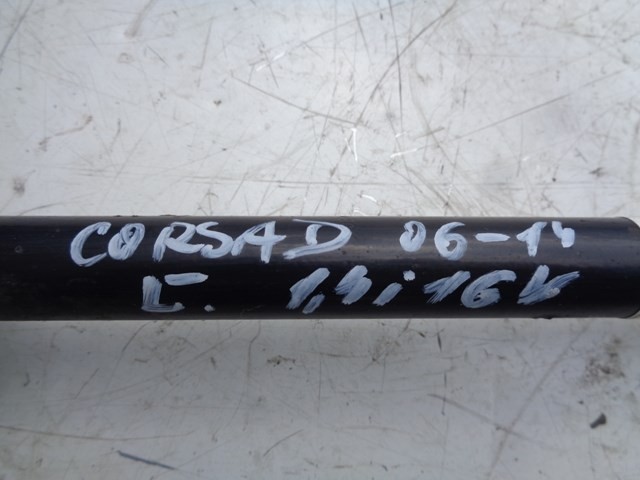 CORSA D 06-14
L. 1,4i 16V